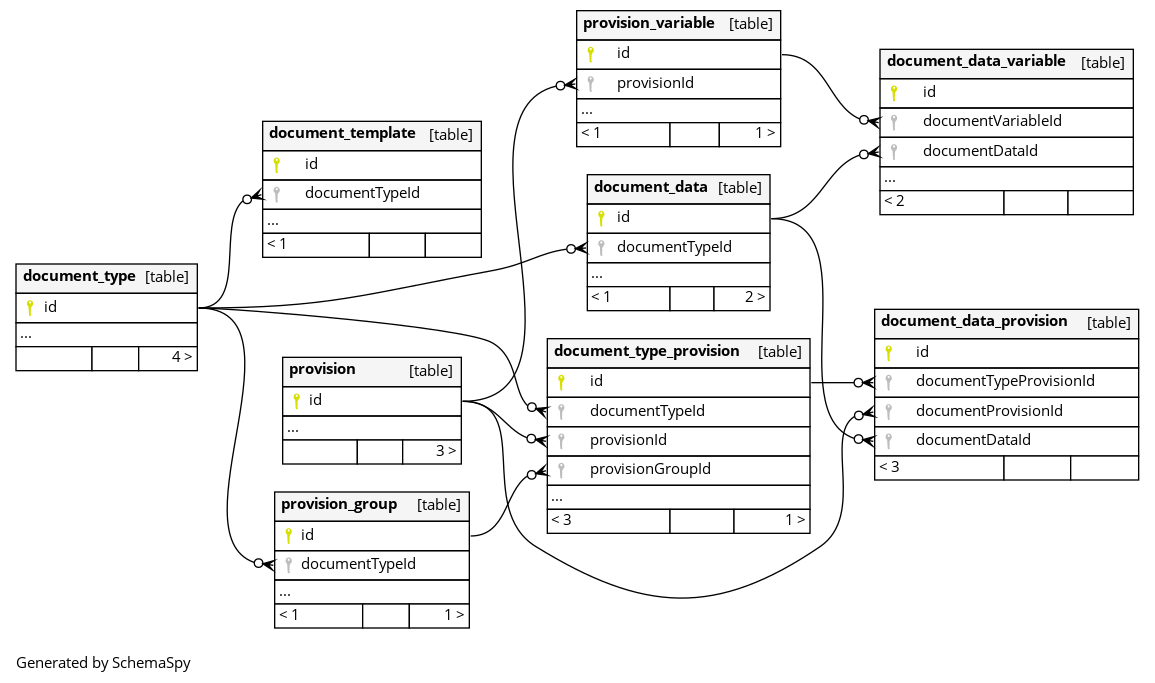 provision_variable [table]
id
provisionId
...
< 1 1 >
document_data_variable [table]
id
documentVariableId
documentDataId
...
< 2
document_template [table]
id
documentTypeId
...
< 1
document_data [table]
id
documentTypeId
...
< 1 2 >
document_type [table]
id
...
4 >
document_data_provision [table]
id
documentTypeProvisionId
documentProvisionId
documentDataId
< 3
document_type_provision [table]
id
documentTypeId
provisionId
provisionGroupId
...
< 3 1 >
provision [table]
id
...
3 >
provision_group [table]
id
documentTypeId
...
< 1 1 >
Generated by SchemaSpy